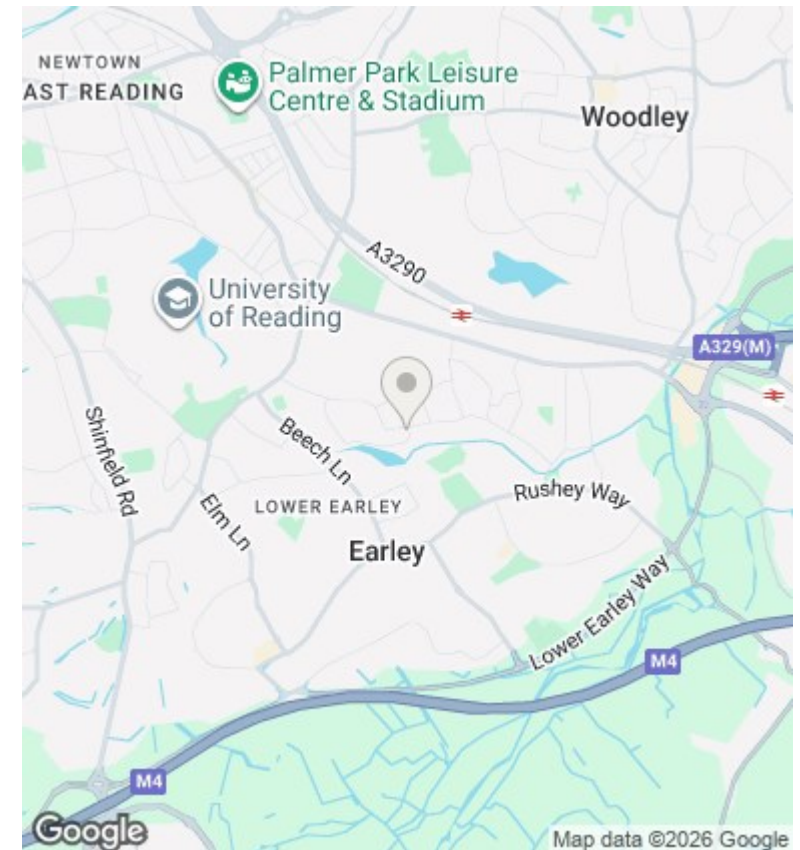 NEWTOWN
AST READING
Palmer Park Leisure
Centre & Stadium
Woodley
A3290
University
of Reading
A329(M)
Shinfield Rd
Beech Ln
Elm Ln
LOWER EARLEY
Rushey Way
Earley
Lower Earley Way
M4
M4
Google
Map data ©2026 Google